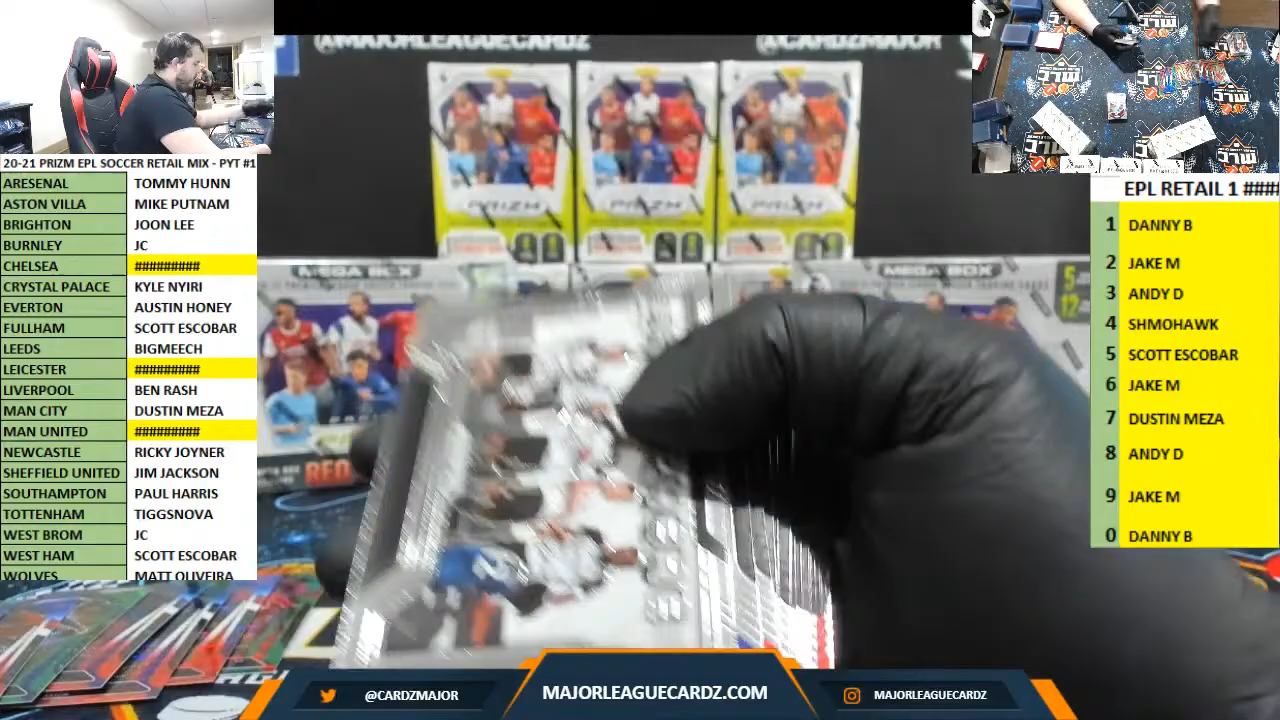 @MAJORLEAGUECARDZ
@CARDZMAJOR
20-21 PRIZM EPL SOCCER RETAIL MIX - PYT #1
ARESENAL TOMMY HUNN
ASTON VILLA MIKE PUTNAM
BRIGHTON JOON LEE
BURNLEY JC
CHELSEA #########
CRYSTAL PALACE KYLE NYIRI
EVERTON AUSTIN HONEY
FULLHAM SCOTT ESCOBAR
LEEDS BIGMEECH
LEICESTER #########
LIVERPOOL BEN RASH
MAN CITY DUSTIN MEZA
MAN UNITED #########
NEWCASTLE RICKY JOYNER
SHEFFIELD UNITED JIM JACKSON
SOUTHAMPTON PAUL HARRIS
TOTTENHAM TIGGSNOVA
WEST BROM JC
WEST HAM SCOTT ESCOBAR
WOLVES MATT OLIVEIRA
PRIZM
PRIZM
PRIZM
MEGA BOX
MEGA BOX
5
12
RED
EPL RETAIL 1 ####
1 DANNY B
2 JAKE M
3 ANDY D
4 SHMOHAWK
5 SCOTT ESCOBAR
6 JAKE M
7 DUSTIN MEZA
8 ANDY D
9 JAKE M
0 DANNY B
@CARDZMAJOR
MAJORLEAGUECARDZ.COM
MAJORLEAGUECARDZ